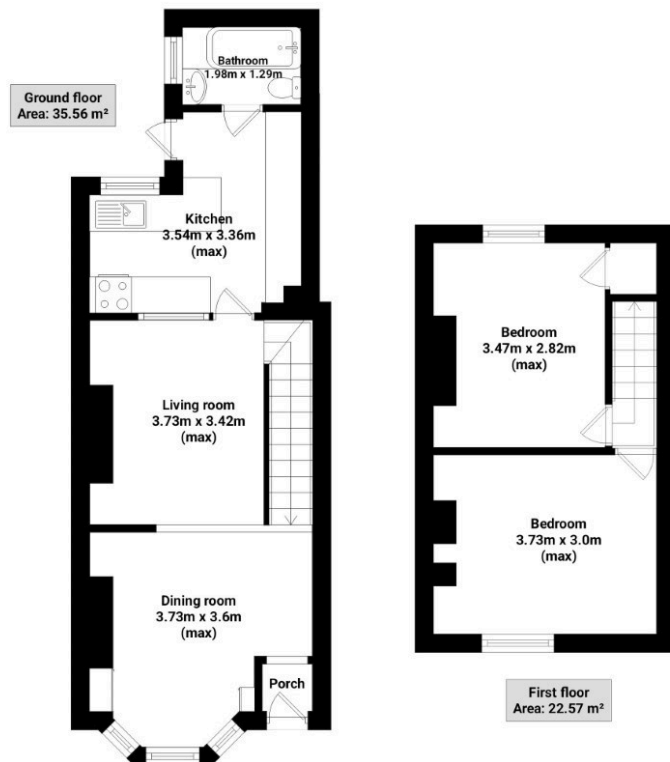 Bathroom
1.98m x 1.29m
Ground floor
Area: 35.56 m²
Kitchen
3.54m x 3.36m
(max)
Living room
3.73m x 3.42m
(max)
Dining room
3.73m x 3.6m
(max)
Porch
Bedroom
3.47m x 2.82m
(max)
Bedroom
3.73m x 3.0m
(max)
First floor
Area: 22.57 m²